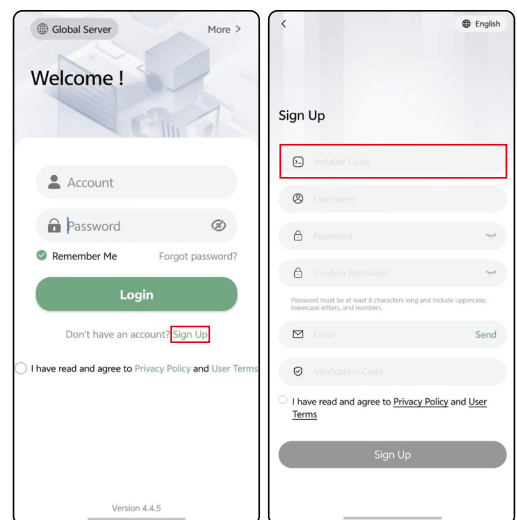 Global Server
More >
Welcome !
Account
Password
Remember Me
Forgot password?
Login
Don't have an account? Sign Up
I have read and agree to Privacy Policy and User Terms
Version 4.4.5
English
Sign Up
Installer Code
Username
Password
Confirm PassWord
Password must be at least 8 characters long and include uppercase,
lowercase letters, and numbers.
Email
Send
Verification Code
I have read and agree to Privacy Policy and User
Terms
Sign Up